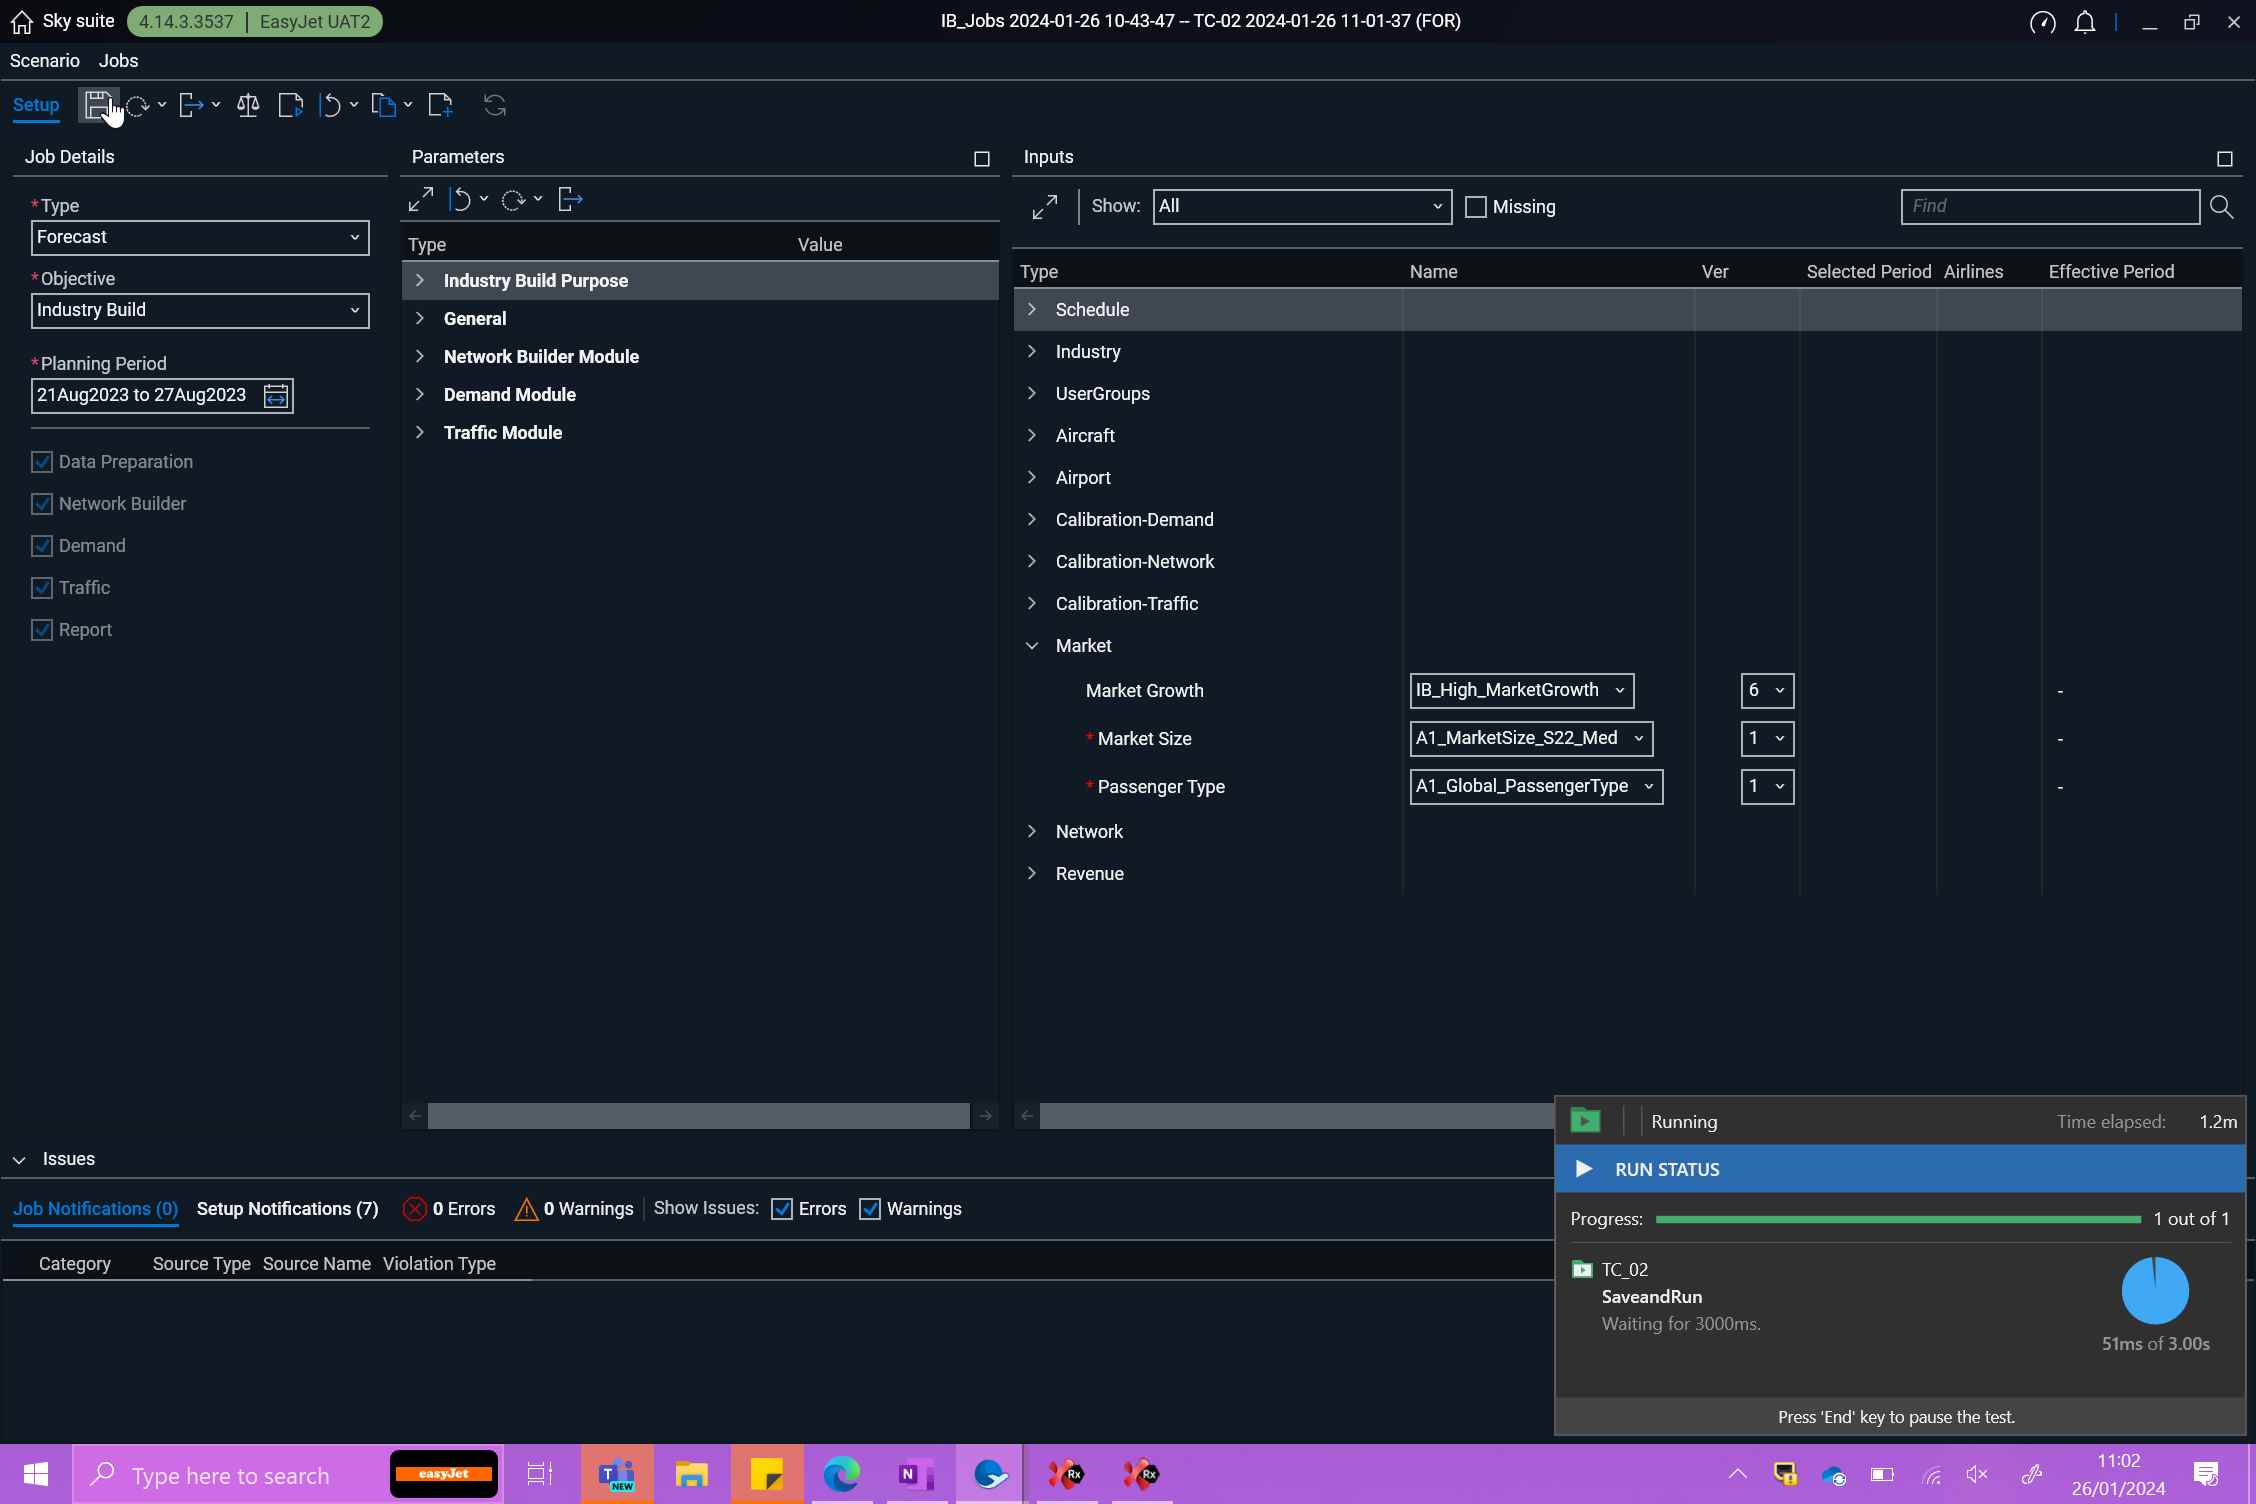 Sky suite 4.14.3.3537 | EasyJet UAT2 IB_Jobs 2024-01-26 10-43-47 -- TC-02 2024-01-26 11-01-37 (FOR)
Scenario Jobs
Setup
Job Details
*Type
Forecast
*Objective
Industry Build
*Planning Period
21Aug2023 to 27Aug2023
Data Preparation
Network Builder
Demand
Traffic
Report
Parameters
Type Value
Industry Build Purpose
General
Network Builder Module
Demand Module
Traffic Module
Inputs
Show: All Missing Find
Type Name Ver Selected Period Airlines Effective Period
Schedule
Industry
UserGroups
Aircraft
Airport
Calibration-Demand
Calibration-Network
Calibration-Traffic
Market
Market Growth IB_High_MarketGrowth 6 -
* Market Size A1_MarketSize_S22_Med 1 -
* Passenger Type A1_Global_PassengerType 1 -
Network
Revenue
Issues
Job Notifications (0) Setup Notifications (7) 0 Errors 0 Warnings Show Issues: Errors Warnings
Category Source Type Source Name Violation Type
Running Time elapsed: 1.2m
RUN STATUS
Progress: 1 out of 1
TC_02
SaveandRun
Waiting for 3000ms.
51ms of 3.00s
Press 'End' key to pause the test.
Type here to search easyJet T NEW N Rx Rx
11:02
26/01/2024